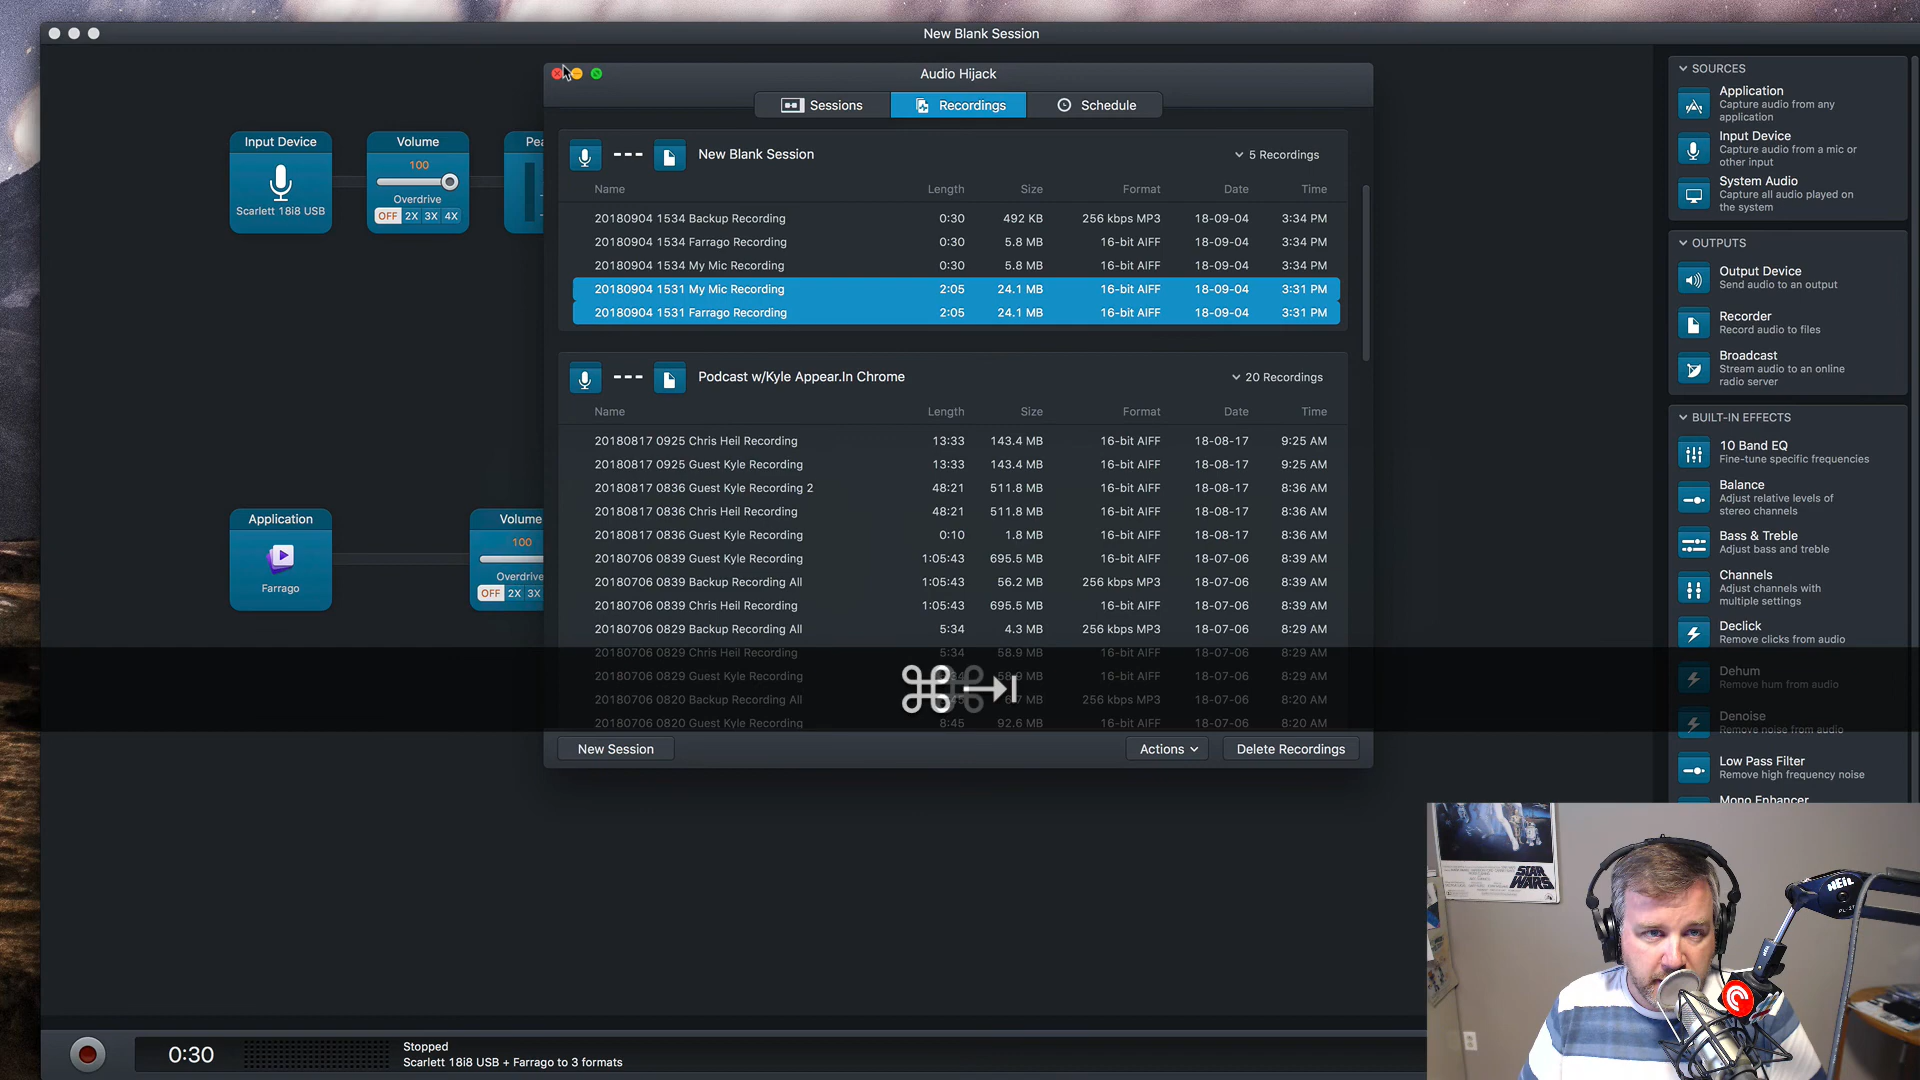 New Blank Session
Audio Hijack
Sessions
Recordings
Schedule
New Blank Session
5 Recordings
Name Length Size Format Date Time
20180904 1534 Backup Recording 0:30 492 KB 256 kbps MP3 18-09-04 3:34 PM
20180904 1534 Farrago Recording 0:30 5.8 MB 16-bit AIFF 18-09-04 3:34 PM
20180904 1534 My Mic Recording 0:30 5.8 MB 16-bit AIFF 18-09-04 3:34 PM
20180904 1531 My Mic Recording 2:05 24.1 MB 16-bit AIFF 18-09-04 3:31 PM
20180904 1531 Farrago Recording 2:05 24.1 MB 16-bit AIFF 18-09-04 3:31 PM
Podcast w/Kyle Appear.In Chrome
20 Recordings
Name Length Size Format Date Time
20180817 0925 Chris Heil Recording 13:33 143.4 MB 16-bit AIFF 18-08-17 9:25 AM
20180817 0925 Guest Kyle Recording 13:33 143.4 MB 16-bit AIFF 18-08-17 9:25 AM
20180817 0836 Guest Kyle Recording 2 48:21 511.8 MB 16-bit AIFF 18-08-17 8:36 AM
20180817 0836 Chris Heil Recording 48:21 511.8 MB 16-bit AIFF 18-08-17 8:36 AM
20180817 0836 Guest Kyle Recording 0:10 1.8 MB 16-bit AIFF 18-08-17 8:36 AM
20180706 0839 Guest Kyle Recording 1:05:43 695.5 MB 16-bit AIFF 18-07-06 8:39 AM
20180706 0839 Backup Recording All 1:05:43 56.2 MB 256 kbps MP3 18-07-06 8:39 AM
20180706 0839 Chris Heil Recording 1:05:43 695.5 MB 16-bit AIFF 18-07-06 8:39 AM
20180706 0829 Backup Recording All 5:34 4.3 MB 256 kbps MP3 18-07-06 8:29 AM
20180706 0829 Chris Heil Recording 5:34 58.9 MB 16-bit AIFF 18-07-06 8:29 AM
20180706 0829 Guest Kyle Recording MB 16-bit AIFF 18-07-06 8:29 AM
20180706 0820 Backup Recording All MB 256 kbps MP3 18-07-06 8:20 AM
20180706 0820 Guest Kyle Recording 8:45 92.6 MB 16-bit AIFF 18-07-06 8:20 AM
New Session
Actions
Delete Recordings
Input Device
Scarlett 18i8 USB
Volume
100
Overdrive
OFF 2X 3X 4X
Pea
Application
Farrago
Volume
100
Overdrive
OFF 2X 3X
SOURCES
Application
Capture audio from any
application
Input Device
Capture audio from a mic or
other input
System Audio
Capture all audio played on
the system
OUTPUTS
Output Device
Send audio to an output
Recorder
Record audio to files
Broadcast
Stream audio to an online
radio server
BUILT-IN EFFECTS
10 Band EQ
Fine-tune specific frequencies
Balance
Adjust relative levels of
stereo channels
Bass & Treble
Adjust bass and treble
Channels
Adjust channels with
multiple settings
Declick
Remove clicks from audio
Dehum
Remove hum from audio
Denoise
Remove noise from audio
Low Pass Filter
Remove high frequency noise
Mono Enhancer
STAR
WARS
HEIL
0:30
Stopped
Scarlett 18i8 USB + Farrago to 3 formats